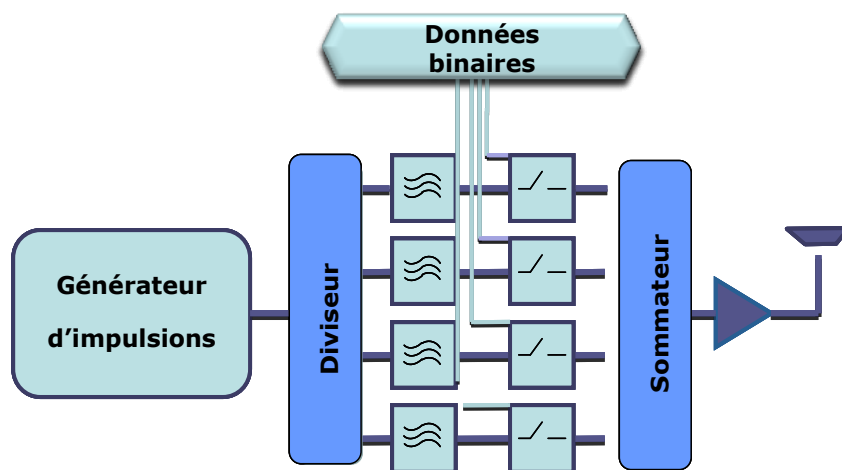 Données
binaires
Générateur
d’impulsions
Diviseur
Sommateur